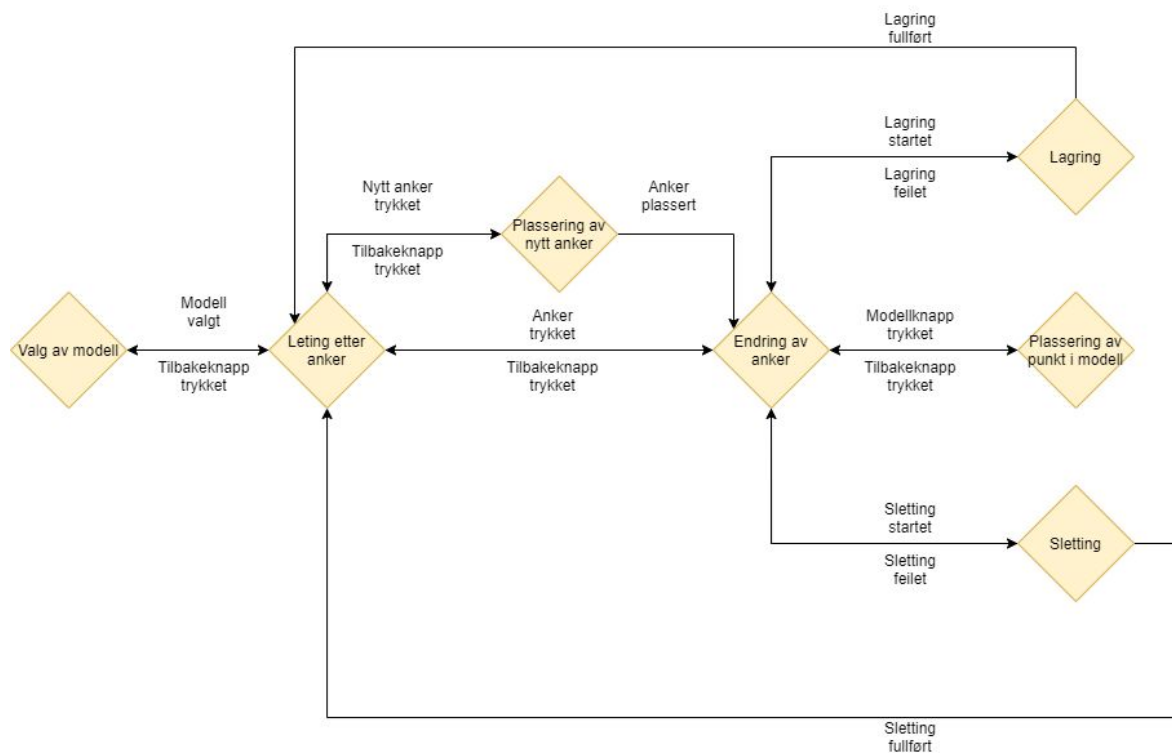 Lagring
fullført
Lagring
startet
Lagring
Lagring
feilet
Nytt anker
trykket
Anker
plassert
Plassering av
nytt anker
Tilbakeknapp
trykket
Modell
valgt
Anker
trykket
Modellknapp
trykket
Valg av modell
Leting etter
anker
Endring av
anker
Plassering av
punkt i modell
Tilbakeknapp
trykket
Tilbakeknapp
trykket
Tilbakeknapp
trykket
Sletting
startet
Sletting
Sletting
feilet
Sletting
fullført